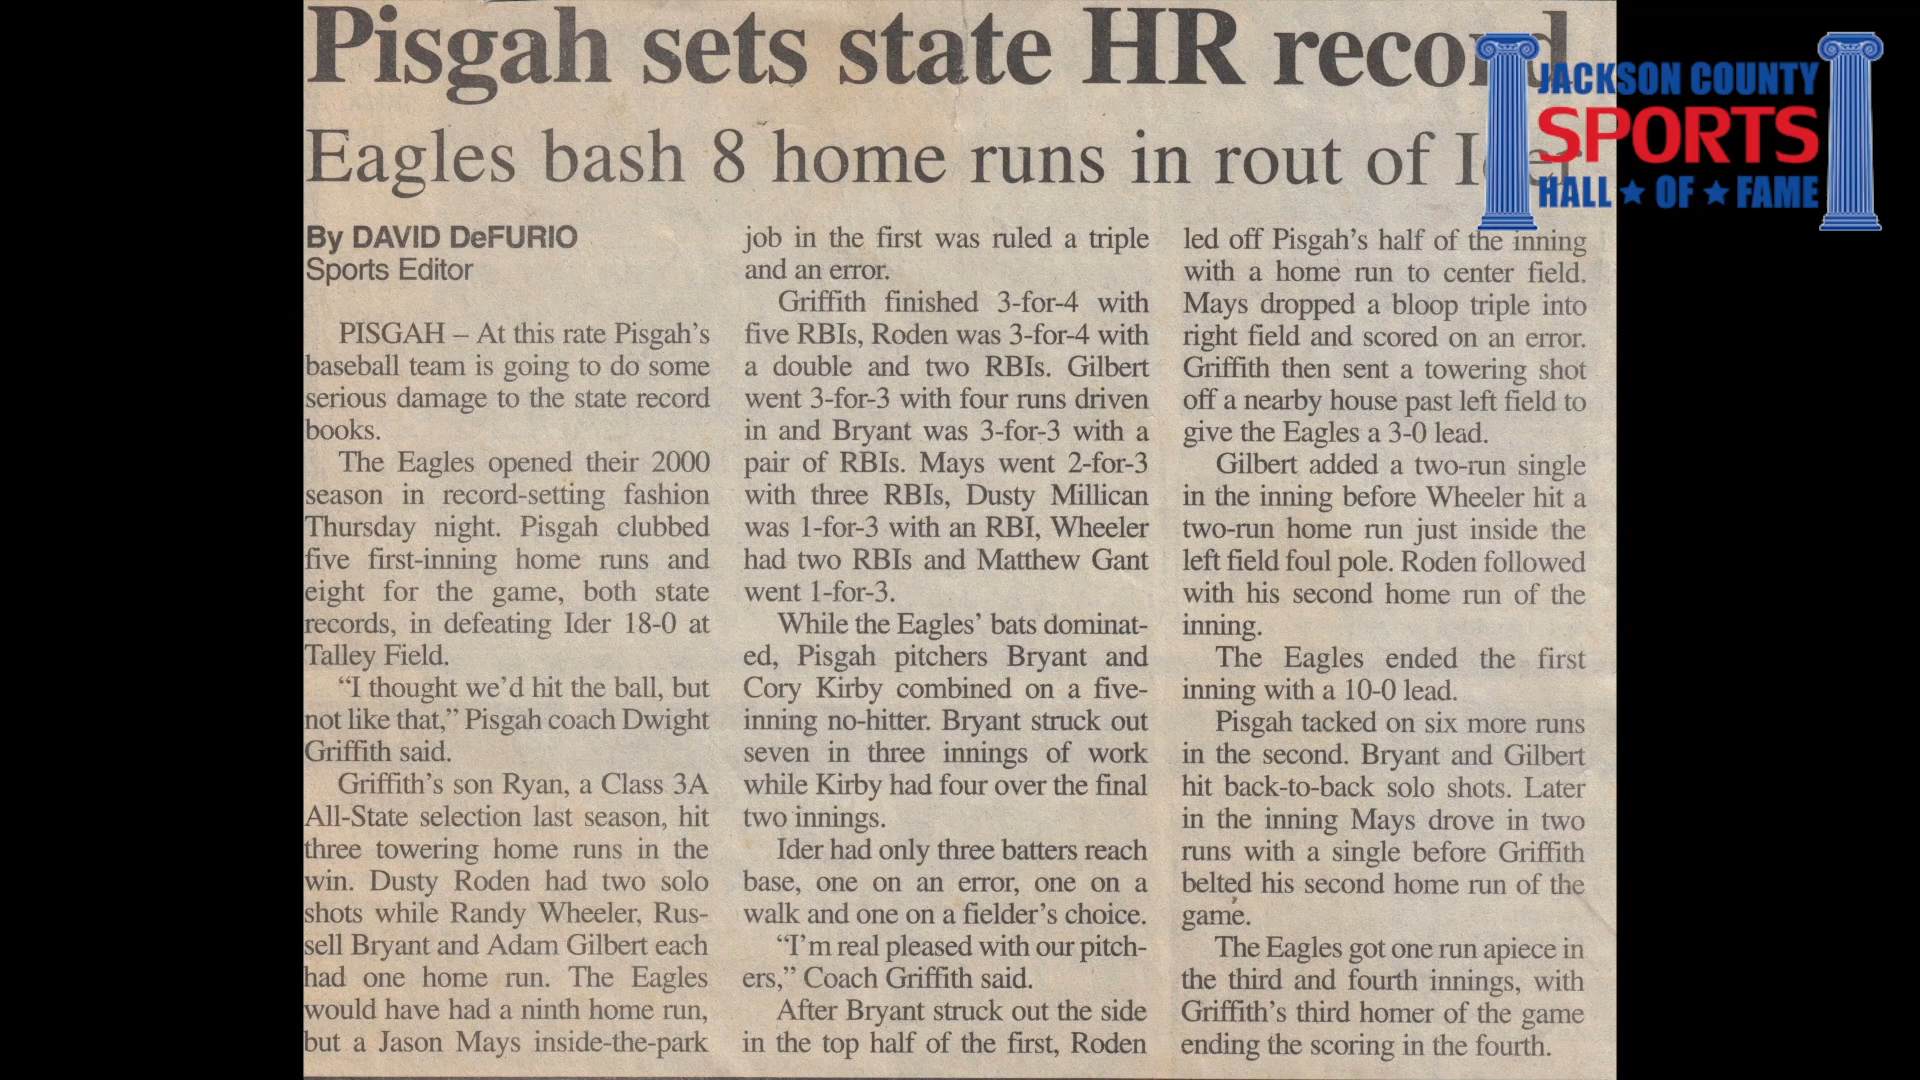 Pisgah sets state HR record
Eagles bash 8 home runs in rout of Ider
JACKSON COUNTY
SPORTS
HALL ★ OF ★ FAME
By DAVID DeFURIO
Sports Editor
PISGAH – At this rate Pisgah's
baseball team is going to do some
serious damage to the state record
books.
The Eagles opened their 2000
season in record-setting fashion
Thursday night. Pisgah clubbed
five first-inning home runs and
eight for the game, both state
records, in defeating Ider 18-0 at
Talley Field.
“I thought we'd hit the ball, but
not like that,” Pisgah coach Dwight
Griffith said.
Griffith's son Ryan, a Class 3A
All-State selection last season, hit
three towering home runs in the
win. Dusty Roden had two solo
shots while Randy Wheeler, Rus-
sell Bryant and Adam Gilbert each
had one home run. The Eagles
would have had a ninth home run,
but a Jason Mays inside-the-park
job in the first was ruled a triple
and an error.
Griffith finished 3-for-4 with
five RBIs, Roden was 3-for-4 with
a double and two RBIs. Gilbert
went 3-for-3 with four runs driven
in and Bryant was 3-for-3 with a
pair of RBIs. Mays went 2-for-3
with three RBIs, Dusty Millican
was 1-for-3 with an RBI, Wheeler
had two RBIs and Matthew Gant
went 1-for-3.
While the Eagles' bats dominat-
ed, Pisgah pitchers Bryant and
Cory Kirby combined on a five-
inning no-hitter. Bryant struck out
seven in three innings of work
while Kirby had four over the final
two innings.
Ider had only three batters reach
base, one on an error, one on a
walk and one on a fielder's choice.
“I'm real pleased with our pitch-
ers,” Coach Griffith said.
After Bryant struck out the side
in the top half of the first, Roden
led off Pisgah's half of the inning
with a home run to center field.
Mays dropped a bloop triple into
right field and scored on an error.
Griffith then sent a towering shot
off a nearby house past left field to
give the Eagles a 3-0 lead.
Gilbert added a two-run single
in the inning before Wheeler hit a
two-run home run just inside the
left field foul pole. Roden followed
with his second home run of the
inning.
The Eagles ended the first
inning with a 10-0 lead.
Pisgah tacked on six more runs
in the second. Bryant and Gilbert
hit back-to-back solo shots. Later
in the inning Mays drove in two
runs with a single before Griffith
belted his second home run of the
game.
The Eagles got one run apiece in
the third and fourth innings, with
Griffith's third homer of the game
ending the scoring in the fourth.